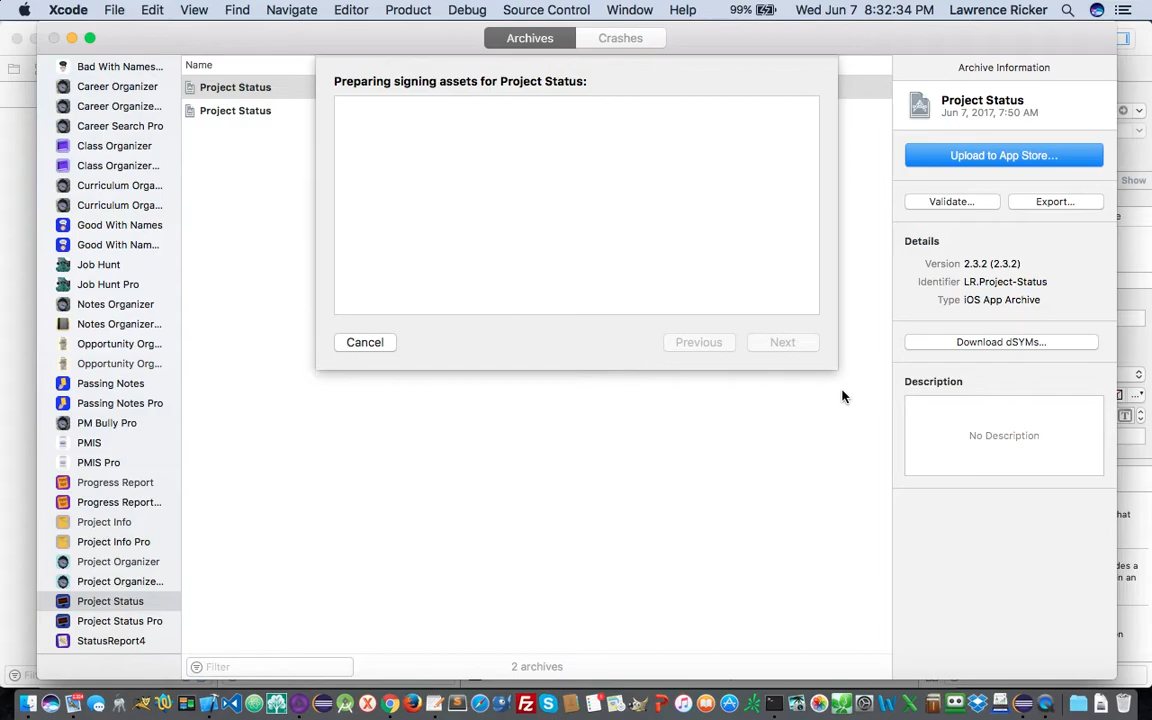 Xcode File Edit View Find Navigate Editor Product Debug Source Control Window Help 99% Wed Jun 7 8:32:34 PM Lawrence Ricker
Archives Crashes
Name
Project Status
Project Status
Bad With Names...
Career Organizer
Career Organize...
Career Search Pro
Class Organizer
Class Organizer...
Curriculum Orga...
Curriculum Orga...
Good With Names
Good With Nam...
Job Hunt
Job Hunt Pro
Notes Organizer
Notes Organizer...
Opportunity Org...
Opportunity Org...
Passing Notes
Passing Notes Pro
PM Bully Pro
PMIS
PMIS Pro
Progress Report
Progress Report...
Project Info
Project Info Pro
Project Organizer
Project Organize...
Project Status
Project Status Pro
StatusReport4
Preparing signing assets for Project Status:
Cancel Previous Next
Filter
2 archives
Archive Information
Project Status
Jun 7, 2017, 7:50 AM
Upload to App Store...
Validate... Export...
Details
Version 2.3.2 (2.3.2)
Identifier LR.Project-Status
Type iOS App Archive
Download dSYMs...
Description
No Description
Show